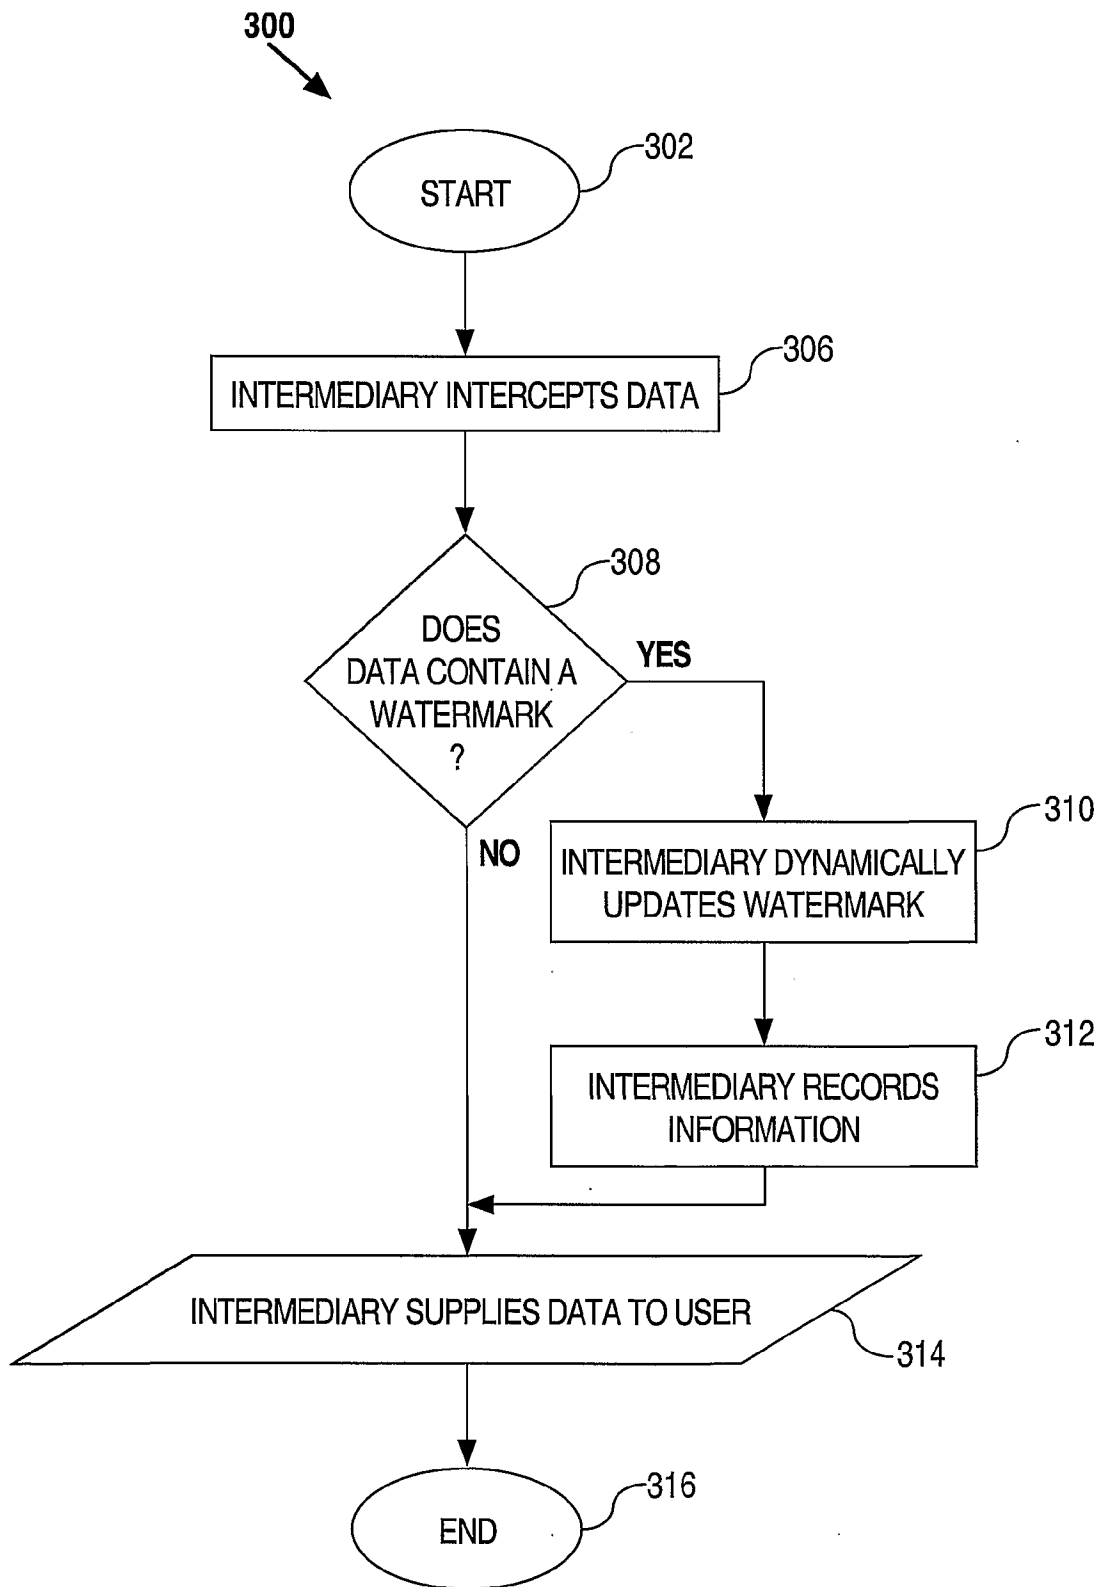 300
302
START
306
INTERMEDIARY INTERCEPTS DATA
308
DOES
DATA CONTAIN A
WATERMARK
?
YES
NO
310
INTERMEDIARY DYNAMICALLY
UPDATES WATERMARK
312
INTERMEDIARY RECORDS
INFORMATION
INTERMEDIARY SUPPLIES DATA TO USER
314
316
END